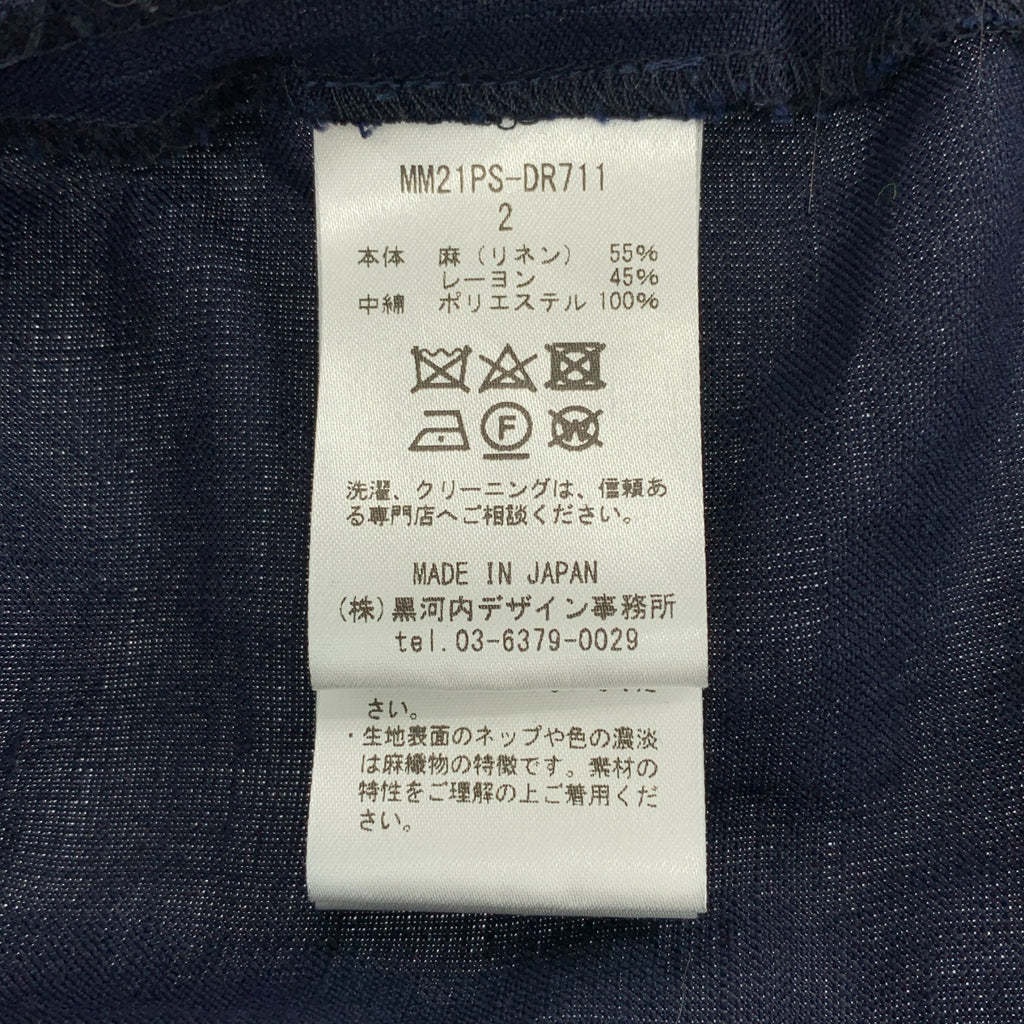 MM21PS-DR711
2
本体 麻（リネン） 55%
レーヨン 45%
中綿 ポリエステル 100%
F
W
洗濯、クリーニングは、信頼あ
る専門店へご相談ください。
MADE IN JAPAN
(株)黒河内デザイン事務所
tel.03-6379-0029
さい。
・生地表面のネップや色の濃淡
は麻織物の特徴です。素材の
特性をご理解の上ご着用くだ
さい。